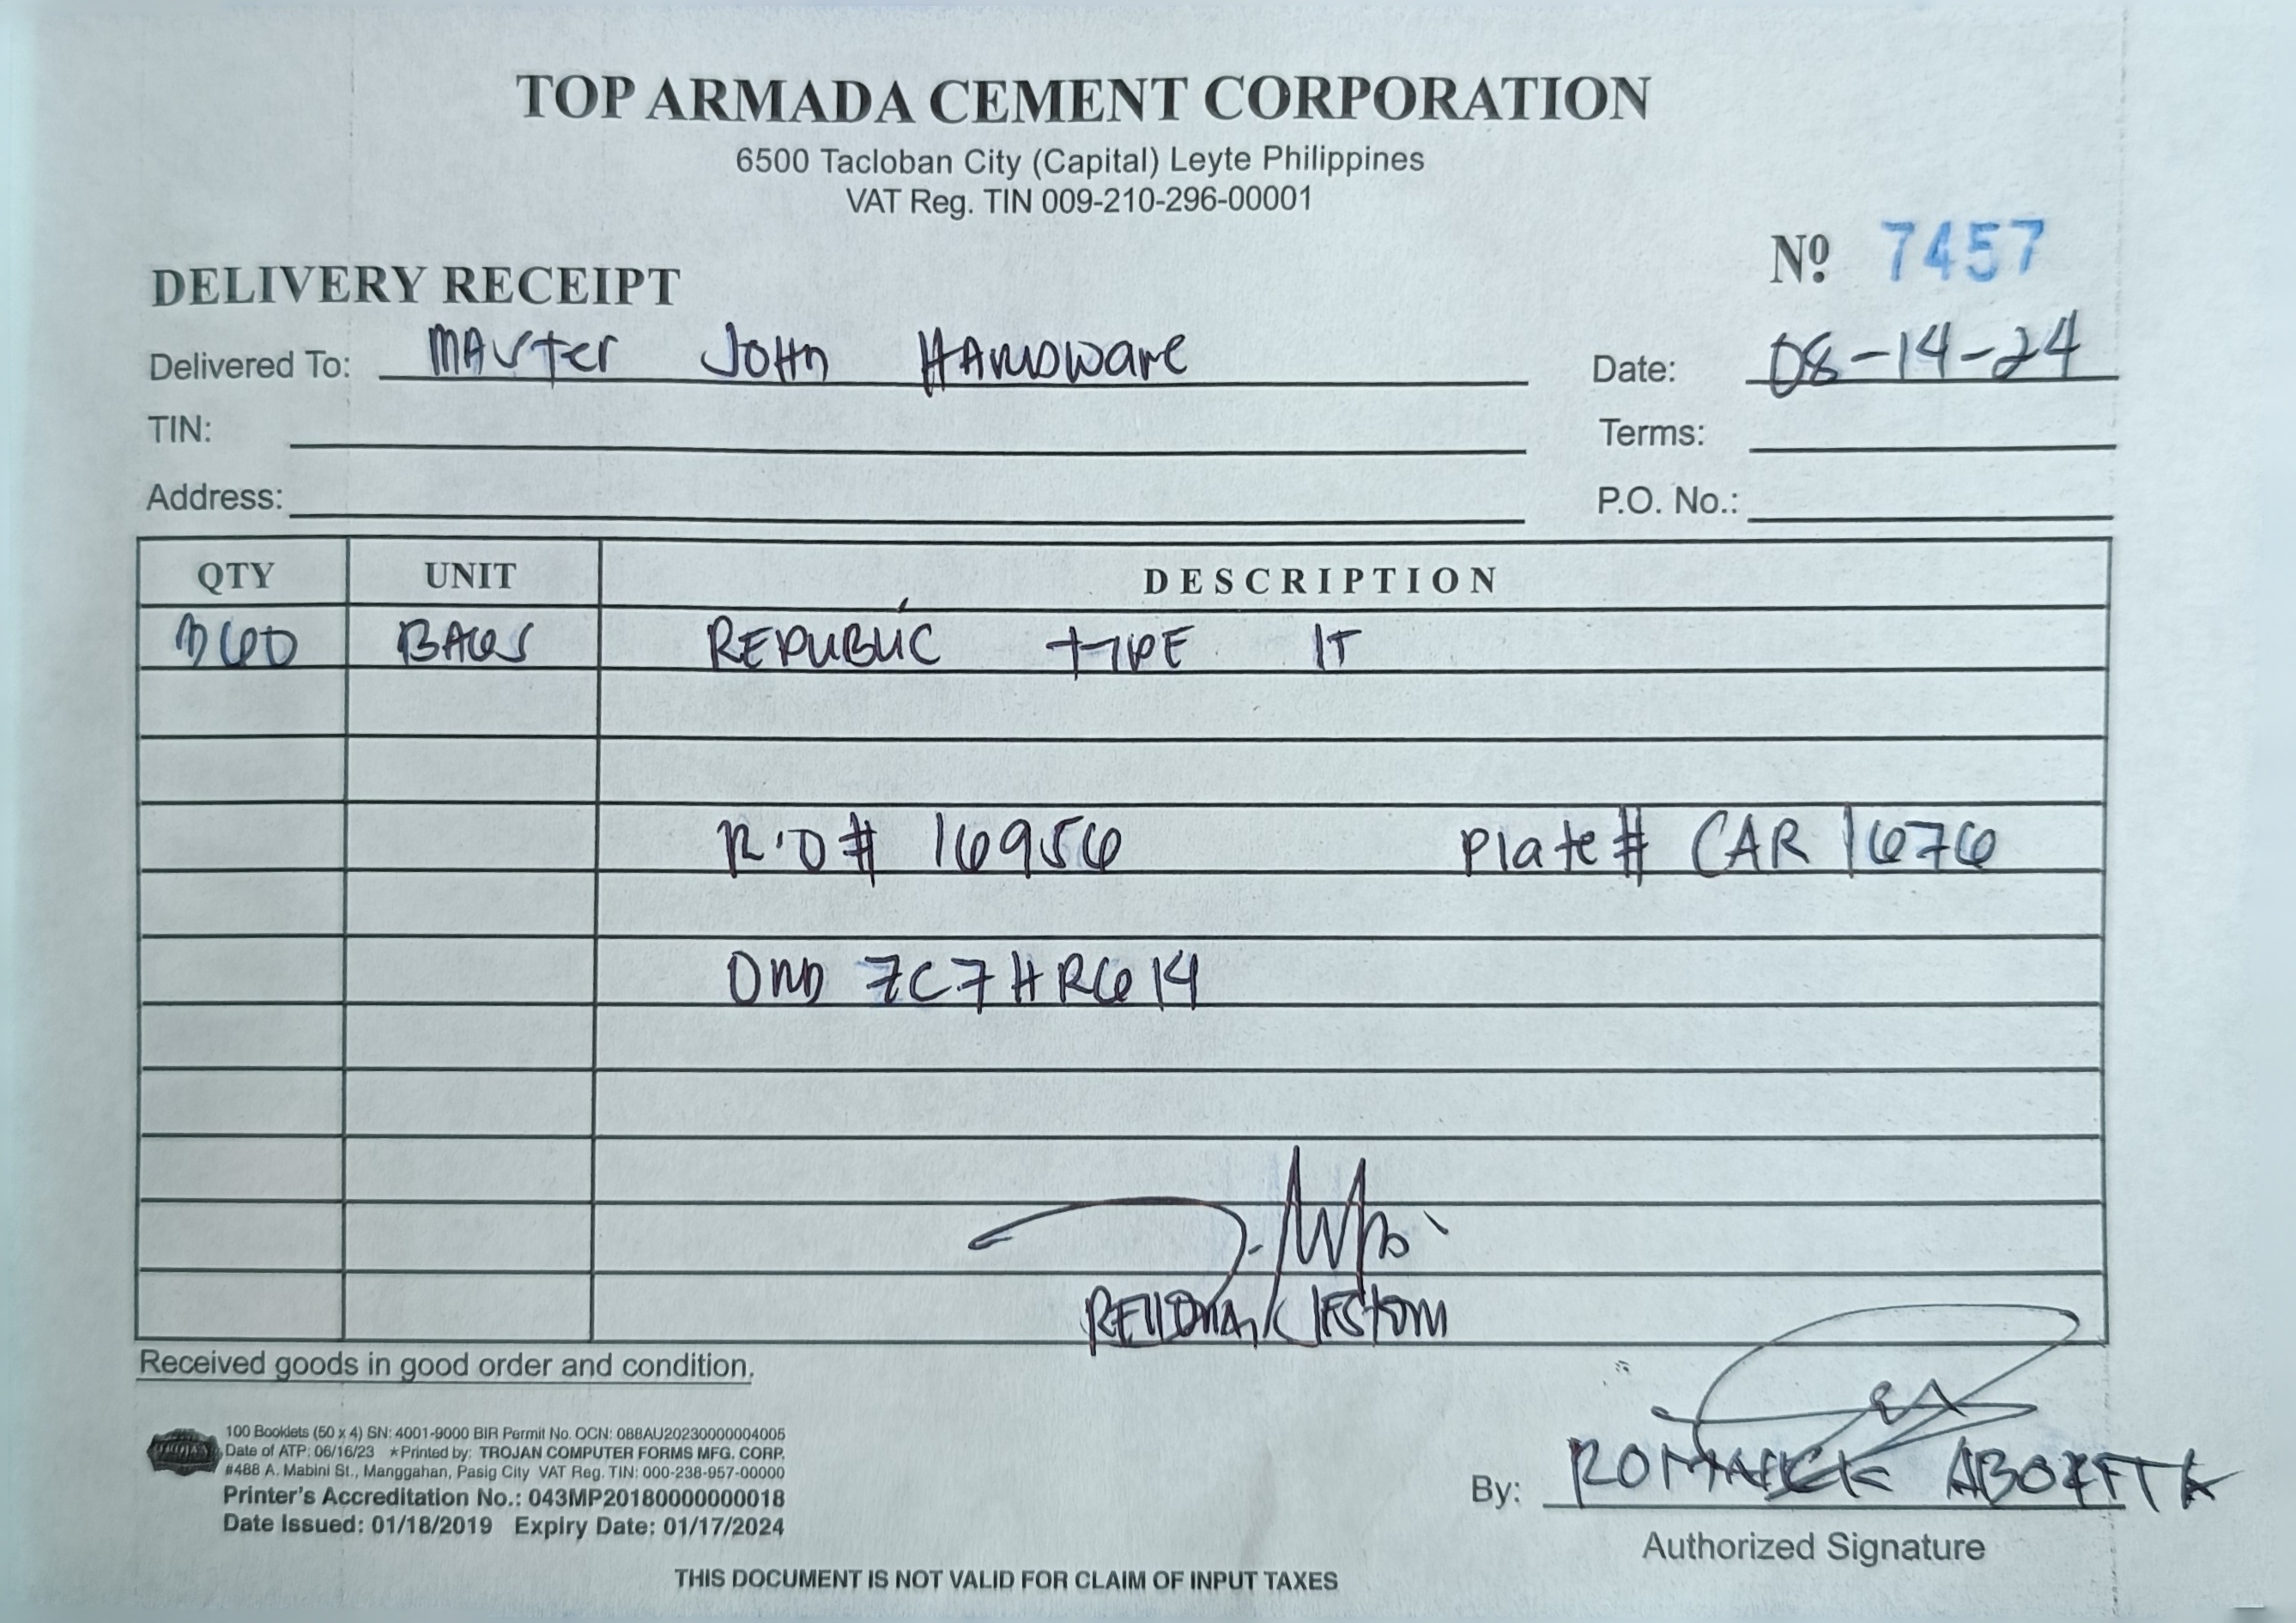 TOP ARMADA CEMENT CORPORATION
6500 Tacloban City (Capital) Leyte Philippines
VAT Reg. TIN 009-210-296-00001
Nº 7457
DELIVERY RECEIPT
Delivered To: Master John Hardware Date: 08-14-24
TIN: Terms:
Address: P.O. No.:
QTY UNIT DESCRIPTION
360 BAGS REPUBLIC TYPE 1T
R.O# 16956 Plate# CAR 1676
7C7HR614
Received goods in good order and condition.
100 Booklets (50 x 4) SN: 4001-9000 BIR Permit No. OCN: 088AU20230000004005
Date of ATP: 06/16/23 *Printed by: TROJAN COMPUTER FORMS MFG. CORP.
#488 A. Mabini St., Manggahan, Pasig City VAT Reg. TIN: 000-238-957-00000
Printer's Accreditation No.: 043MP20180000000018
Date Issued: 01/18/2019 Expiry Date: 01/17/2024
By:
Authorized Signature
THIS DOCUMENT IS NOT VALID FOR CLAIM OF INPUT TAXES